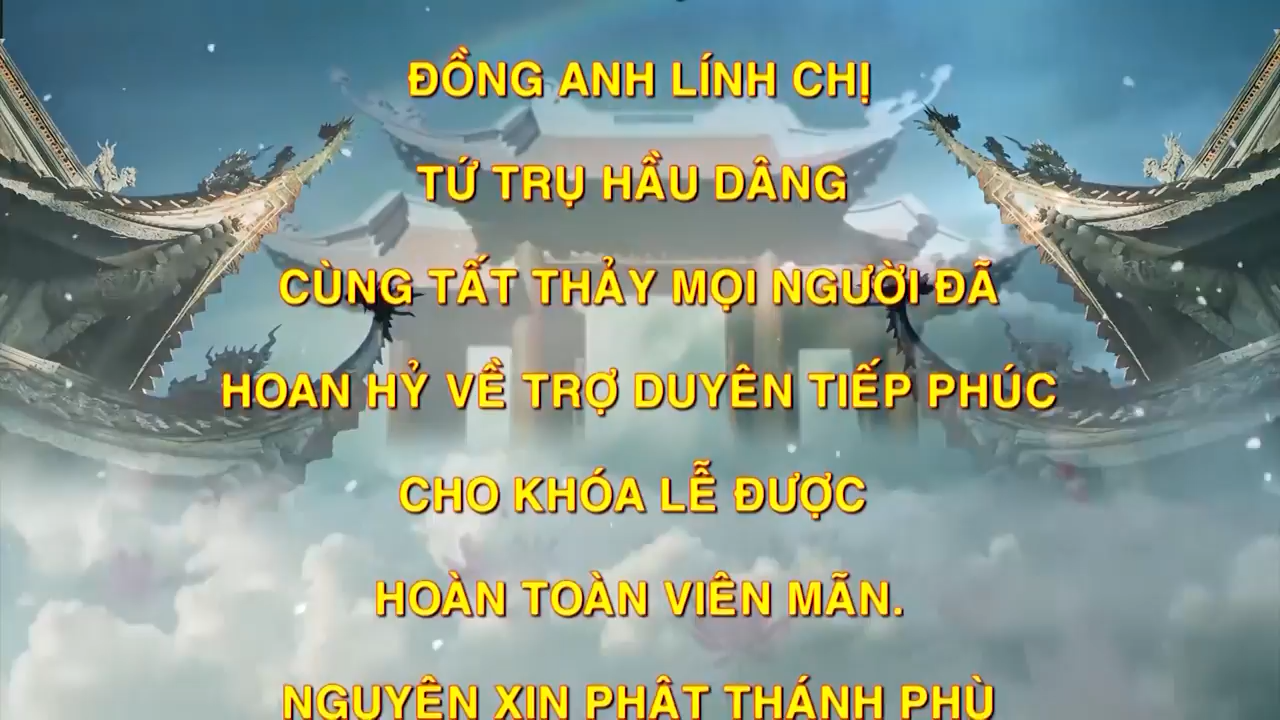 ĐỒNG ANH LÍNH CHỊ
TỨ TRỤ HẦU DÂNG
CÙNG TẤT THẢY MỌI NGƯỜI ĐÃ
HOAN HỶ VỀ TRỢ DUYÊN TIẾP PHÚC
CHO KHÓA LỄ ĐƯỢC
HOÀN TOÀN VIÊN MÃN.
NGUYỆN XIN PHẬT THÁNH PHÙ